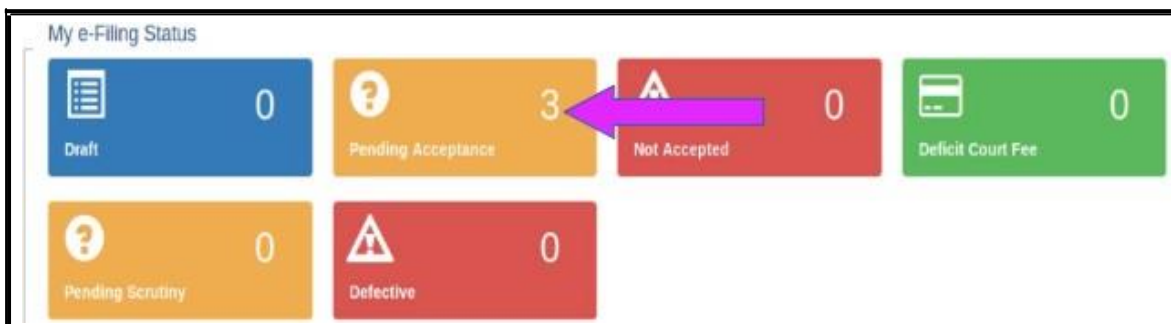 My e-Filing Status
0
Draft
3
Pending Acceptance
0
Not Accepted
0
Deficit Court Fee
0
Pending Scrutiny
0
Defective